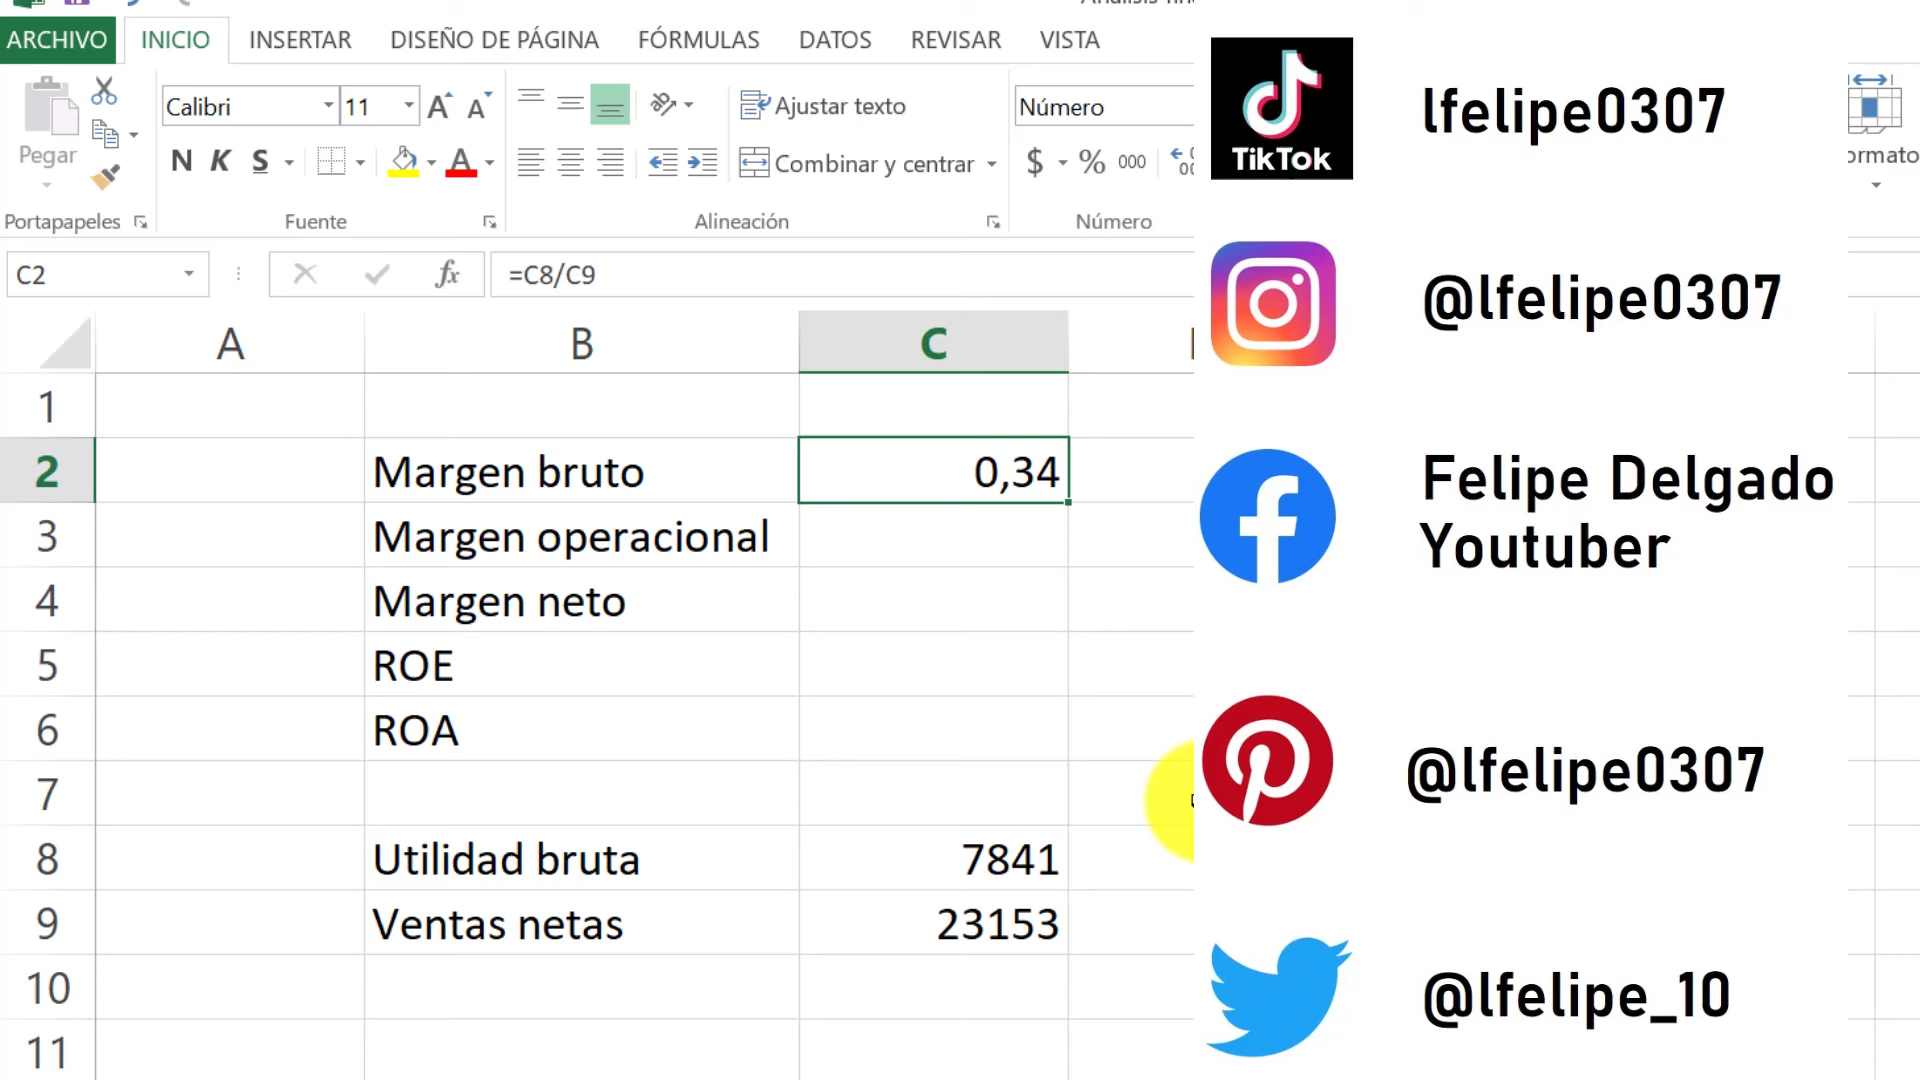 ARCHIVO INICIO INSERTAR DISEÑO DE PÁGINA FÓRMULAS DATOS REVISAR VISTA
Calibri 11 Ajustar texto Número
Pegar N K S A Combinar y centrar $ % 000
Portapapeles Fuente Alineación Número
C2 fx =C8/C9
A B C
1
2 Margen bruto 0,34
3 Margen operacional
4 Margen neto
5 ROE
6 ROA
7
8 Utilidad bruta 7841
9 Ventas netas 23153
10
11
TikTok lfelipe0307
@lfelipe0307
Felipe Delgado
Youtuber
@lfelipe0307
@lfelipe_10